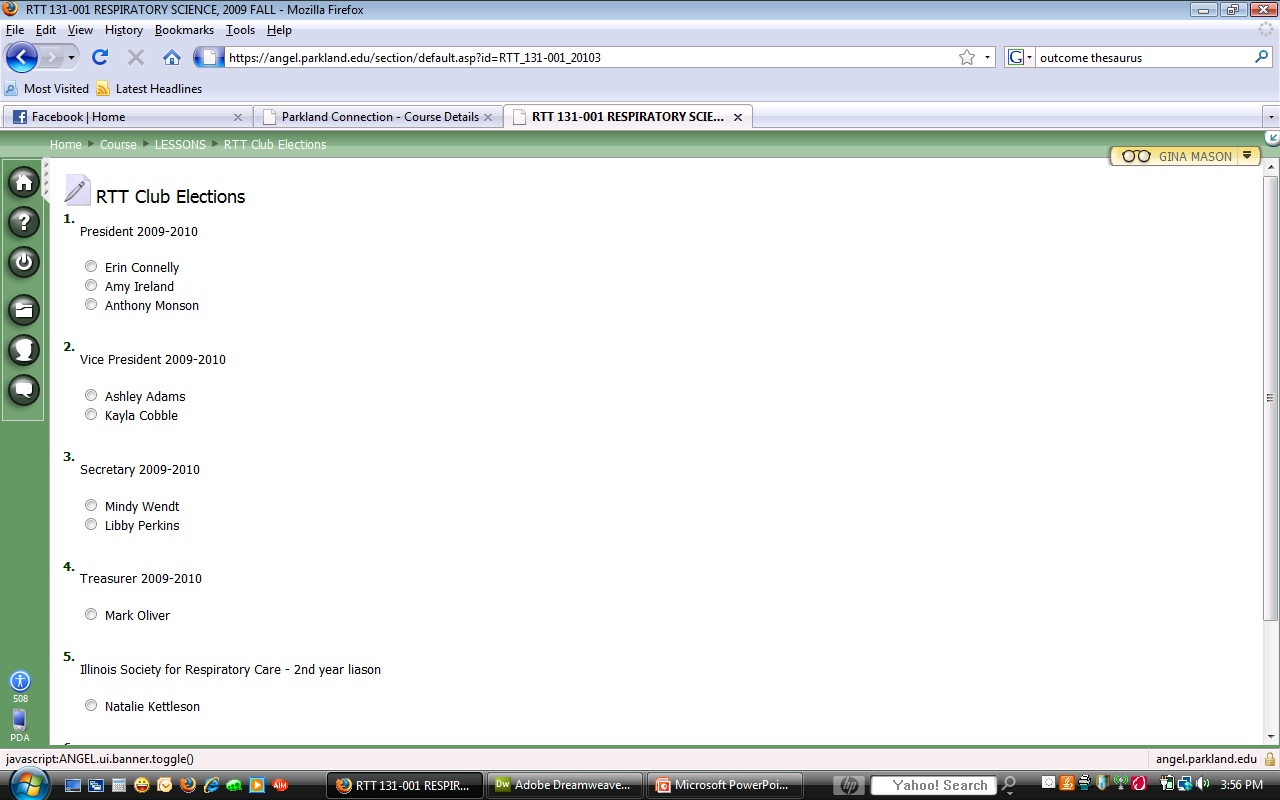 RTT 131-001 RESPIRATORY SCIENCE, 2009 FALL - Mozilla Firefox
File Edit View History Bookmarks Tools Help
https://angel.parkland.edu/section/default.asp?id=RTT_131-001_20103
G outcome thesaurus
Most Visited Latest Headlines
Facebook | Home
Parkland Connection - Course Details
RTT 131-001 RESPIRATORY SCIE...
Home Course LESSONS RTT Club Elections
GINA MASON
RTT Club Elections
1.
President 2009-2010
Erin Connelly
Amy Ireland
Anthony Monson
2.
Vice President 2009-2010
Ashley Adams
Kayla Cobble
3.
Secretary 2009-2010
Mindy Wendt
Libby Perkins
4.
Treasurer 2009-2010
Mark Oliver
5.
Illinois Society for Respiratory Care - 2nd year liason
Natalie Kettleson
508
PDA
javascript:ANGEL.ui.banner.toggle()
angel.parkland.edu
AIM
RTT 131-001 RESPIR...
Dw Adobe Dreamweave...
Microsoft PowerPoi...
hp
Yahoo! Search
3:56 PM